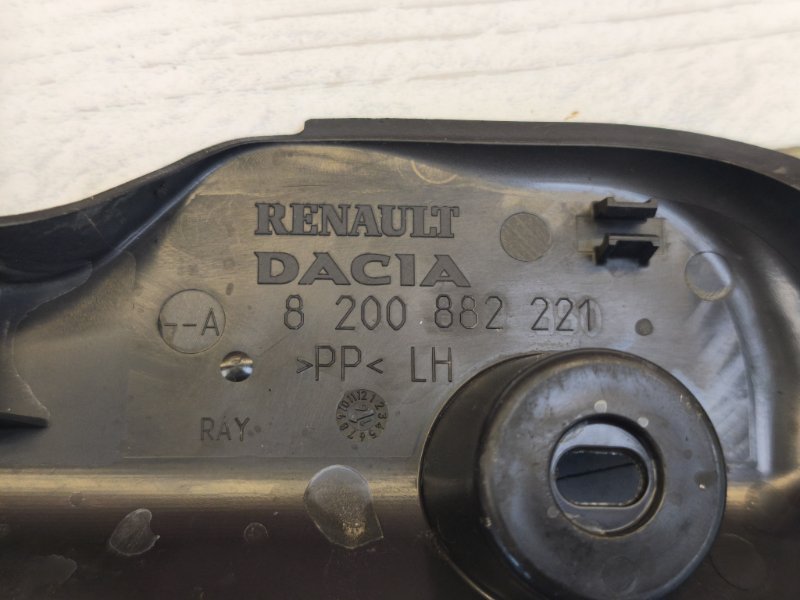 RENAULT
DACIA
8 200 882 221
--A
>PP< LH
RAY